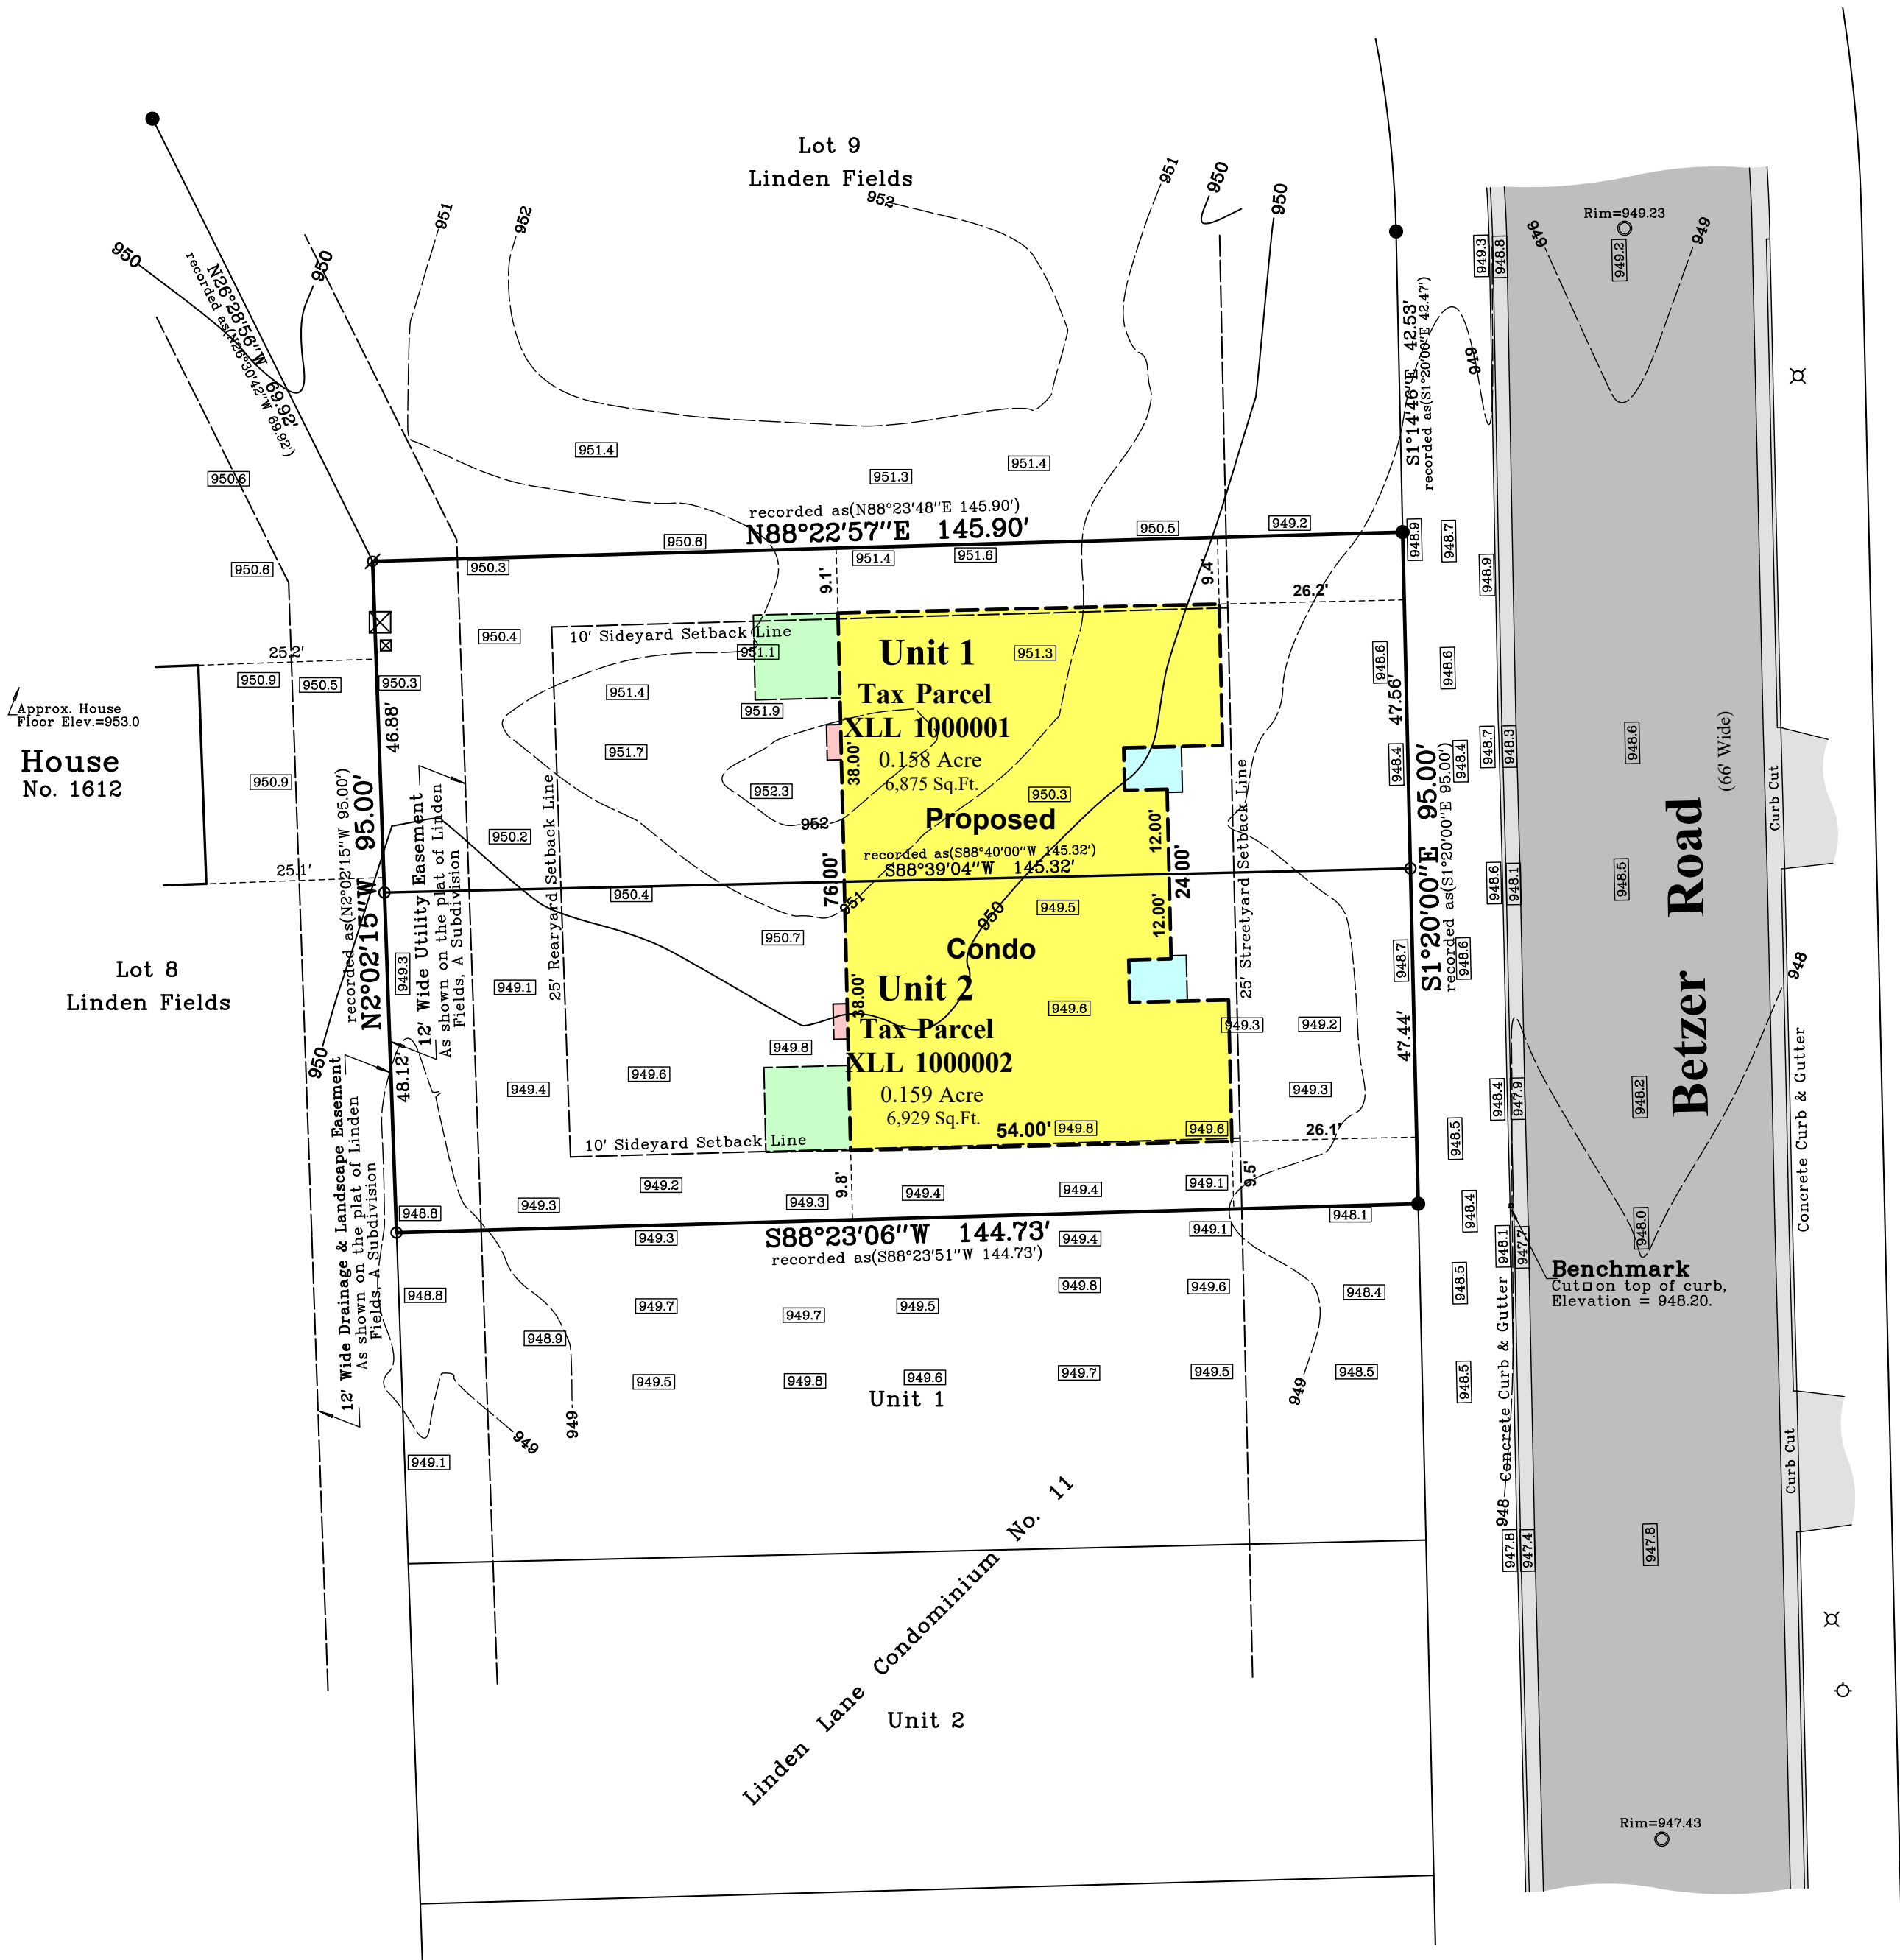 Lot 9
Linden Fields
952
951
950
950
951
952
950
950
N26°28'56"W 69.92'
recorded as(N26°30'42"W 69.92')
Rim=949.23
949.3
948.8
949
949.2
949
S1°14'46"E 42.53'
recorded as(S1°20'00"E 42.47')
949
951.4
951.3
951.4
950.6
recorded as(N88°23'48"E 145.90')
N88°22'57"E 145.90'
950.6
950.5
949.2
948.9
948.7
948.9
950.6
950.3
9.1'
951.4
951.6
9.4'
26.2'
950.4
10' Sideyard Setback Line
Unit 1
951.3
951.1
948.6
948.6
25.2'
950.9
950.5
950.3
951.4
951.9
Tax Parcel
XLL 1000001
0.158 Acre
6,875 Sq.Ft.
47.56'
Approx. House
Floor Elev.=953.0
House
No. 1612
46.88'
951.7
38.00'
948.4
948.4
948.7
948.3
948.6
(66' Wide)
950.9
952.3
950.3
952
Proposed
950.2
recorded as(S88°40'00"W 145.32')
S88°39'04"W 145.32'
12.00'
24.00'
12.00'
76.00'
951
950
recorded as(N2°02'15"W 95.00')
N2°02'15"W 95.00'
12' Wide Utility Easement
As shown on the plat of Linden
Fields, A Subdivision
25' Rearyard Setback Line
25' Streetyard Setback Line
S1°20'00"E 95.00'
recorded as(S1°20'00"E 95.00')
Betzer Road
Curb Cut
25.1'
950.4
949.5
948.6
948.1
948.5
950.7
Condo
Lot 8
Linden Fields
949.3
949.1
Unit 2
38.00'
Tax Parcel
XLL 1000002
0.159 Acre
6,929 Sq.Ft.
949.6
949.3
949.2
948.7
948.6
948
47.44'
950
48.12'
949.8
949.6
949.4
949.3
948.4
947.9
948.2
Concrete Curb & Gutter
12' Wide Drainage & Landscape Easement
As shown on the plat of Linden
Fields, A Subdivision
10' Sideyard Setback Line
54.00'
949.8
949.6
26.1'
948.5
9.8'
9.5'
949.2
949.3
949.3
949.4
949.4
949.1
948.8
948.1
948.4
948.0
S88°23'06"W 144.73'
recorded as(S88°23'51"W 144.73')
949.3
949.4
949.1
948.1
947.7
Benchmark
Cut on top of curb,
Elevation = 948.20.
948.8
949.7
949.7
949.5
949.8
949.6
948.4
948.5
948.9
949.5
949.8
949.6
949.7
949.5
948.5
948.5
Unit 1
949
949
949
949.1
Concrete Curb & Gutter
948
Curb Cut
947.8
947.4
947.8
Linden Lane Condominium No. 11
Unit 2
Rim=947.43